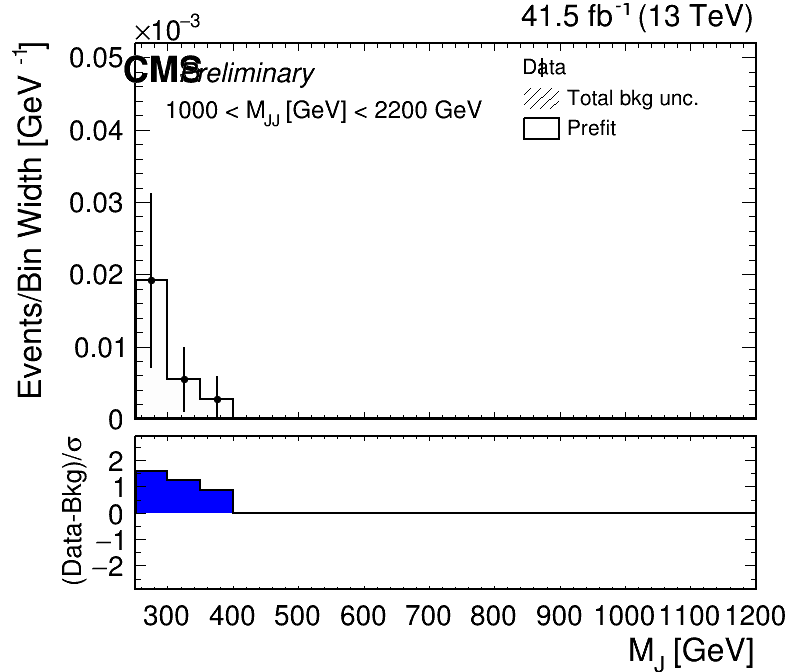 ×10⁻³
41.5 fb⁻¹ (13 TeV)
CMS Preliminary
1000 < M_JJ [GeV] < 2200 GeV
Data
Total bkg unc.
Prefit
Events/Bin Width [GeV⁻¹]
0.05
0.04
0.03
0.02
0.01
0
(Data-Bkg)/σ
2
1
0
−1
−2
300 400 500 600 700 800 900 1000 1100 1200
M_J [GeV]